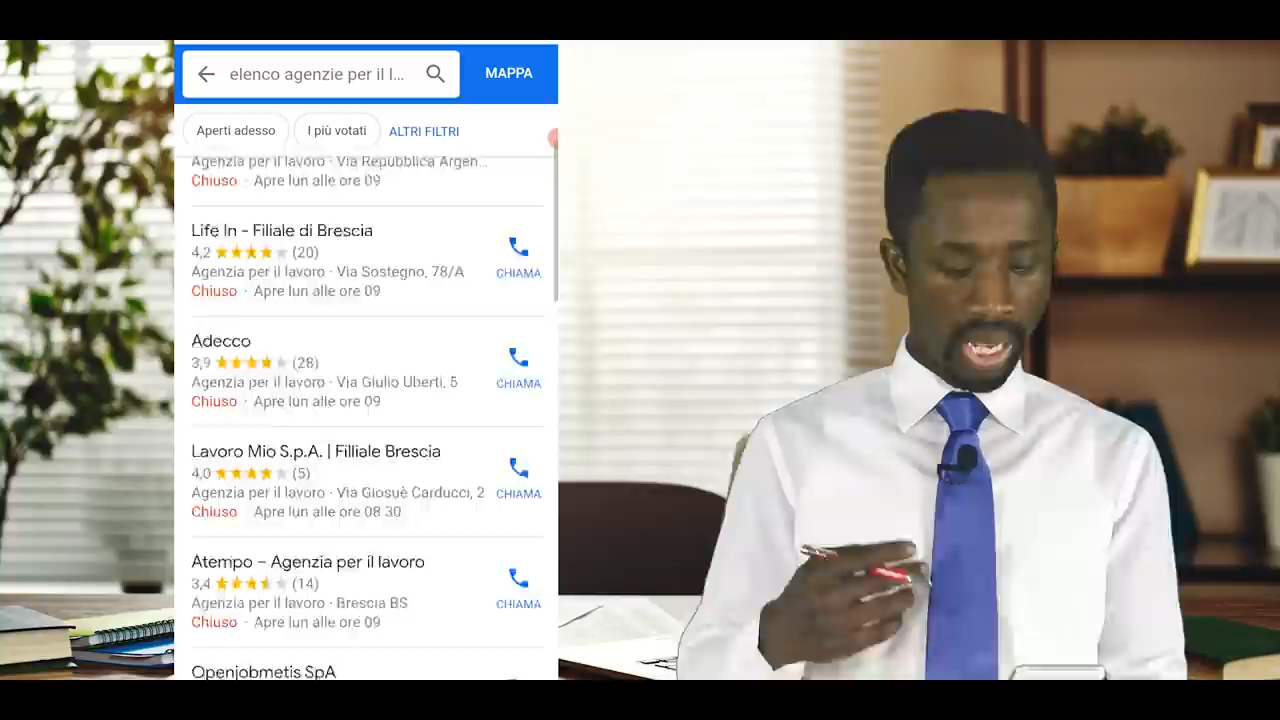 elenco agenzie per il l...
MAPPA
Aperti adesso
I più votati
ALTRI FILTRI
Agenzia per il lavoro · Via Repubblica Argen...
Chiuso · Apre lun alle ore 09
Life In - Filiale di Brescia
4,2 (20)
Agenzia per il lavoro · Via Sostegno, 78/A
Chiuso · Apre lun alle ore 09
CHIAMA
Adecco
3,9 (28)
Agenzia per il lavoro · Via Giulio Uberti, 5
Chiuso · Apre lun alle ore 09
CHIAMA
Lavoro Mio S.p.A. | Filliale Brescia
4,0 (5)
Agenzia per il lavoro · Via Giosuè Carducci, 2
Chiuso · Apre lun alle ore 08 30
CHIAMA
Atempo – Agenzia per il lavoro
3,4 (14)
Agenzia per il lavoro · Brescia BS
Chiuso · Apre lun alle ore 09
CHIAMA
Openjobmetis SpA